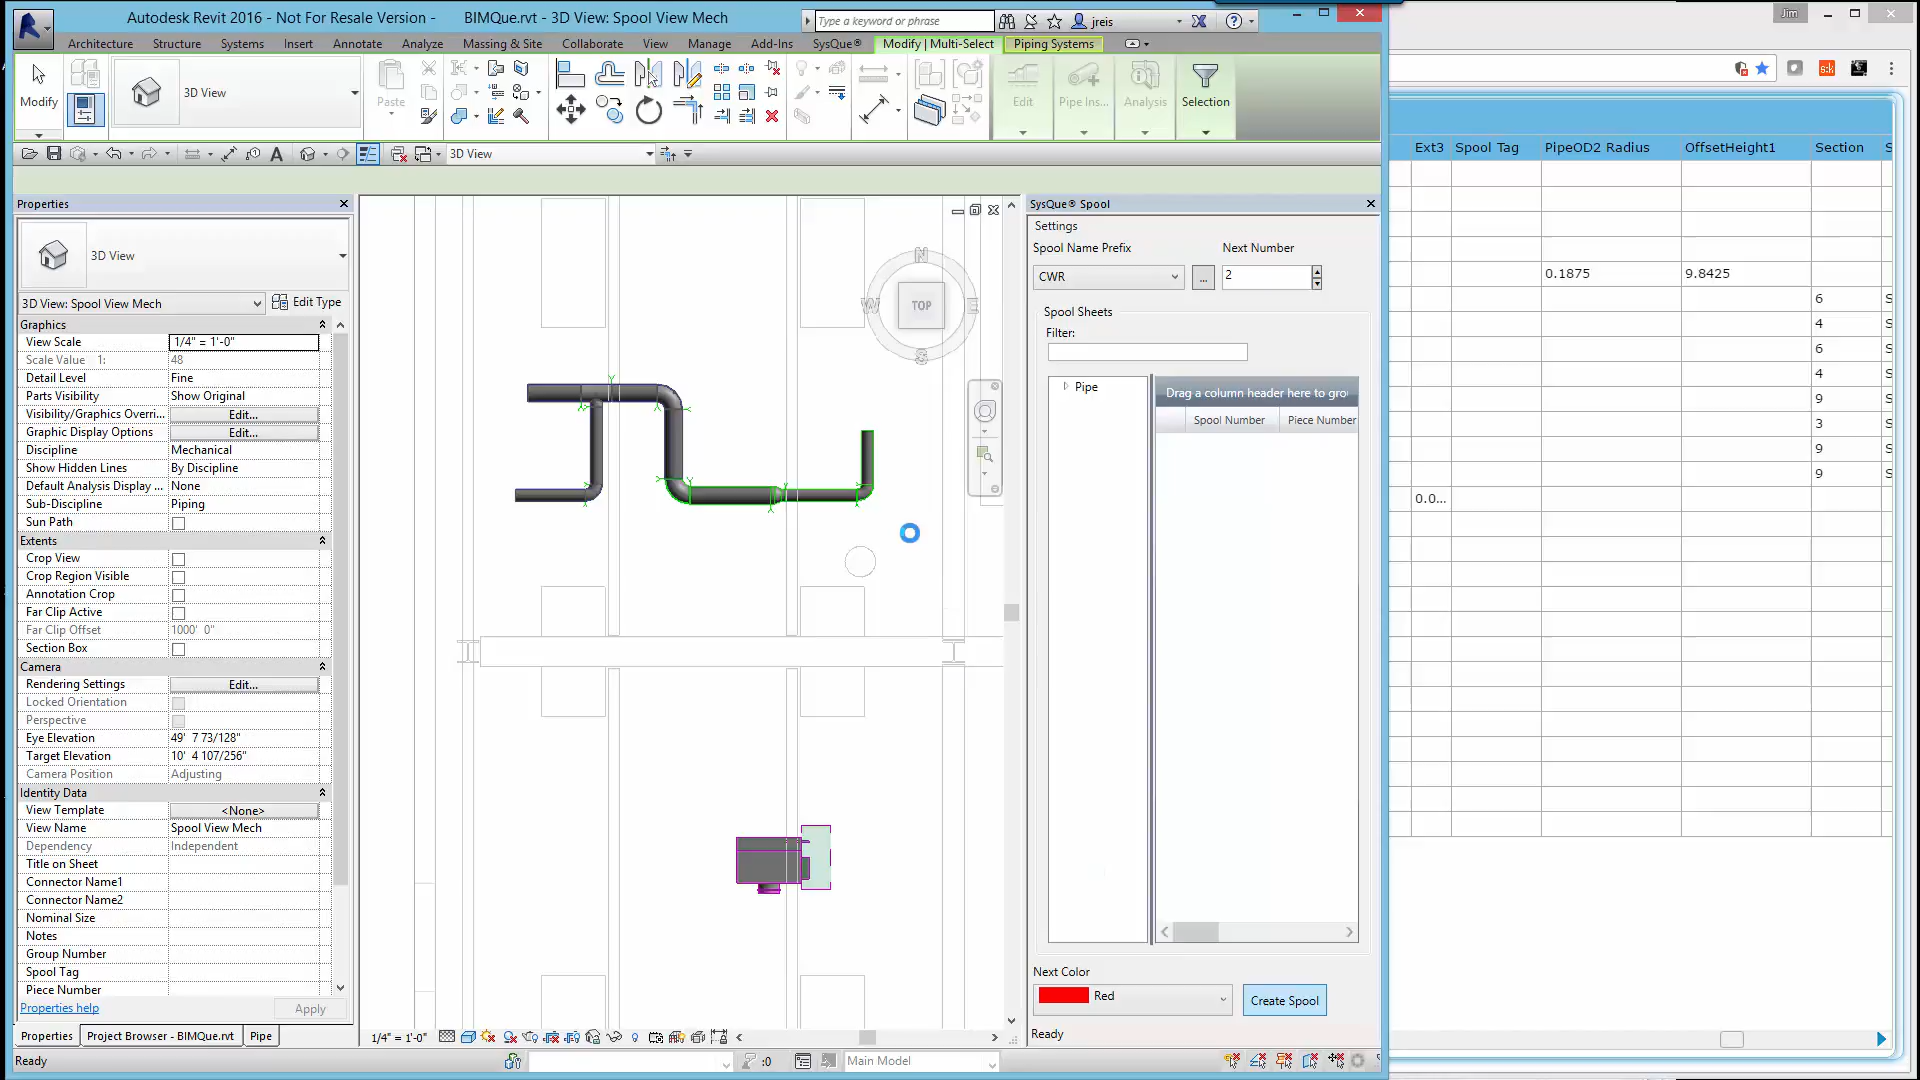 Autodesk Revit 2016 - Not For Resale Version - BIMQue.rvt - 3D View: Spool View Mech
Type a keyword or phrase
jreis
Jim
Architecture Structure Systems Insert Annotate Analyze Massing & Site Collaborate View Manage Add-Ins SysQue® Modify | Multi-Select Piping Systems
Modify
3D View
Paste
Edit
Pipe Ins...
Analysis
Selection
3D View
Properties
3D View
3D View: Spool View Mech
Edit Type
Graphics
View Scale 1/4" = 1'-0"
Scale Value 1: 48
Detail Level Fine
Parts Visibility Show Original
Visibility/Graphics Overri... Edit...
Graphic Display Options Edit...
Discipline Mechanical
Show Hidden Lines By Discipline
Default Analysis Display ... None
Sub-Discipline Piping
Sun Path
Extents
Crop View
Crop Region Visible
Annotation Crop
Far Clip Active
Far Clip Offset 1000' 0"
Section Box
Camera
Rendering Settings Edit...
Locked Orientation
Perspective
Eye Elevation 49' 7 73/128"
Target Elevation 10' 4 107/256"
Camera Position Adjusting
Identity Data
View Template <None>
View Name Spool View Mech
Dependency Independent
Title on Sheet
Connector Name1
Connector Name2
Nominal Size
Notes
Group Number
Spool Tag
Piece Number
Properties help
Apply
Properties Project Browser - BIMQue.rvt Pipe
Ready
N
W TOP E
S
1/4" = 1'-0"
:0
Main Model
SysQue® Spool
Settings
Spool Name Prefix Next Number
CWR ... 2
Spool Sheets
Filter:
Pipe
Drag a column header here to gro
Spool Number Piece Number
Next Color
Red
Create Spool
Ready
Ext3 Spool Tag PipeOD2 Radius OffsetHeight1 Section S
0.1875 9.8425
6 S
4 S
6 S
4 S
9 S
3 S
9 S
9 S
0.0...